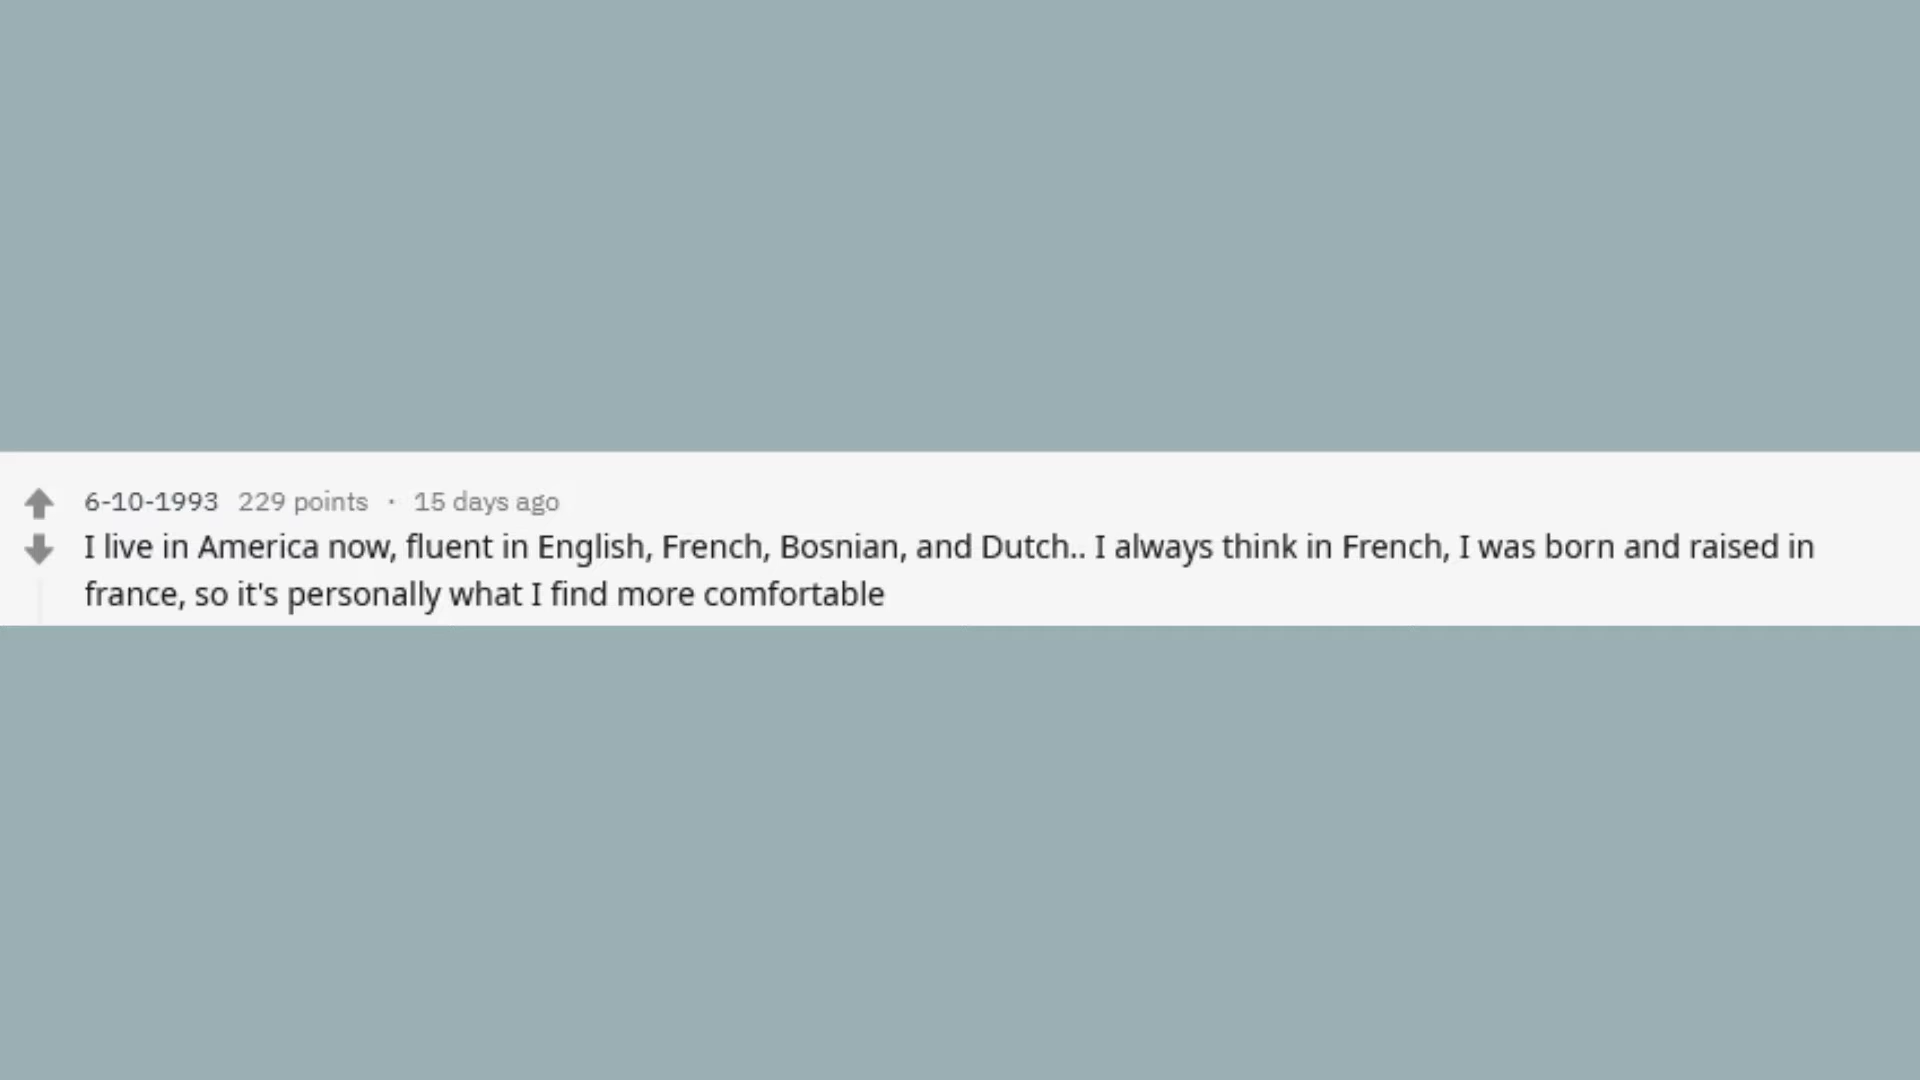 6-10-1993 229 points · 15 days ago
I live in America now, fluent in English, French, Bosnian, and Dutch.. I always think in French, I was born and raised in
france, so it's personally what I find more comfortable